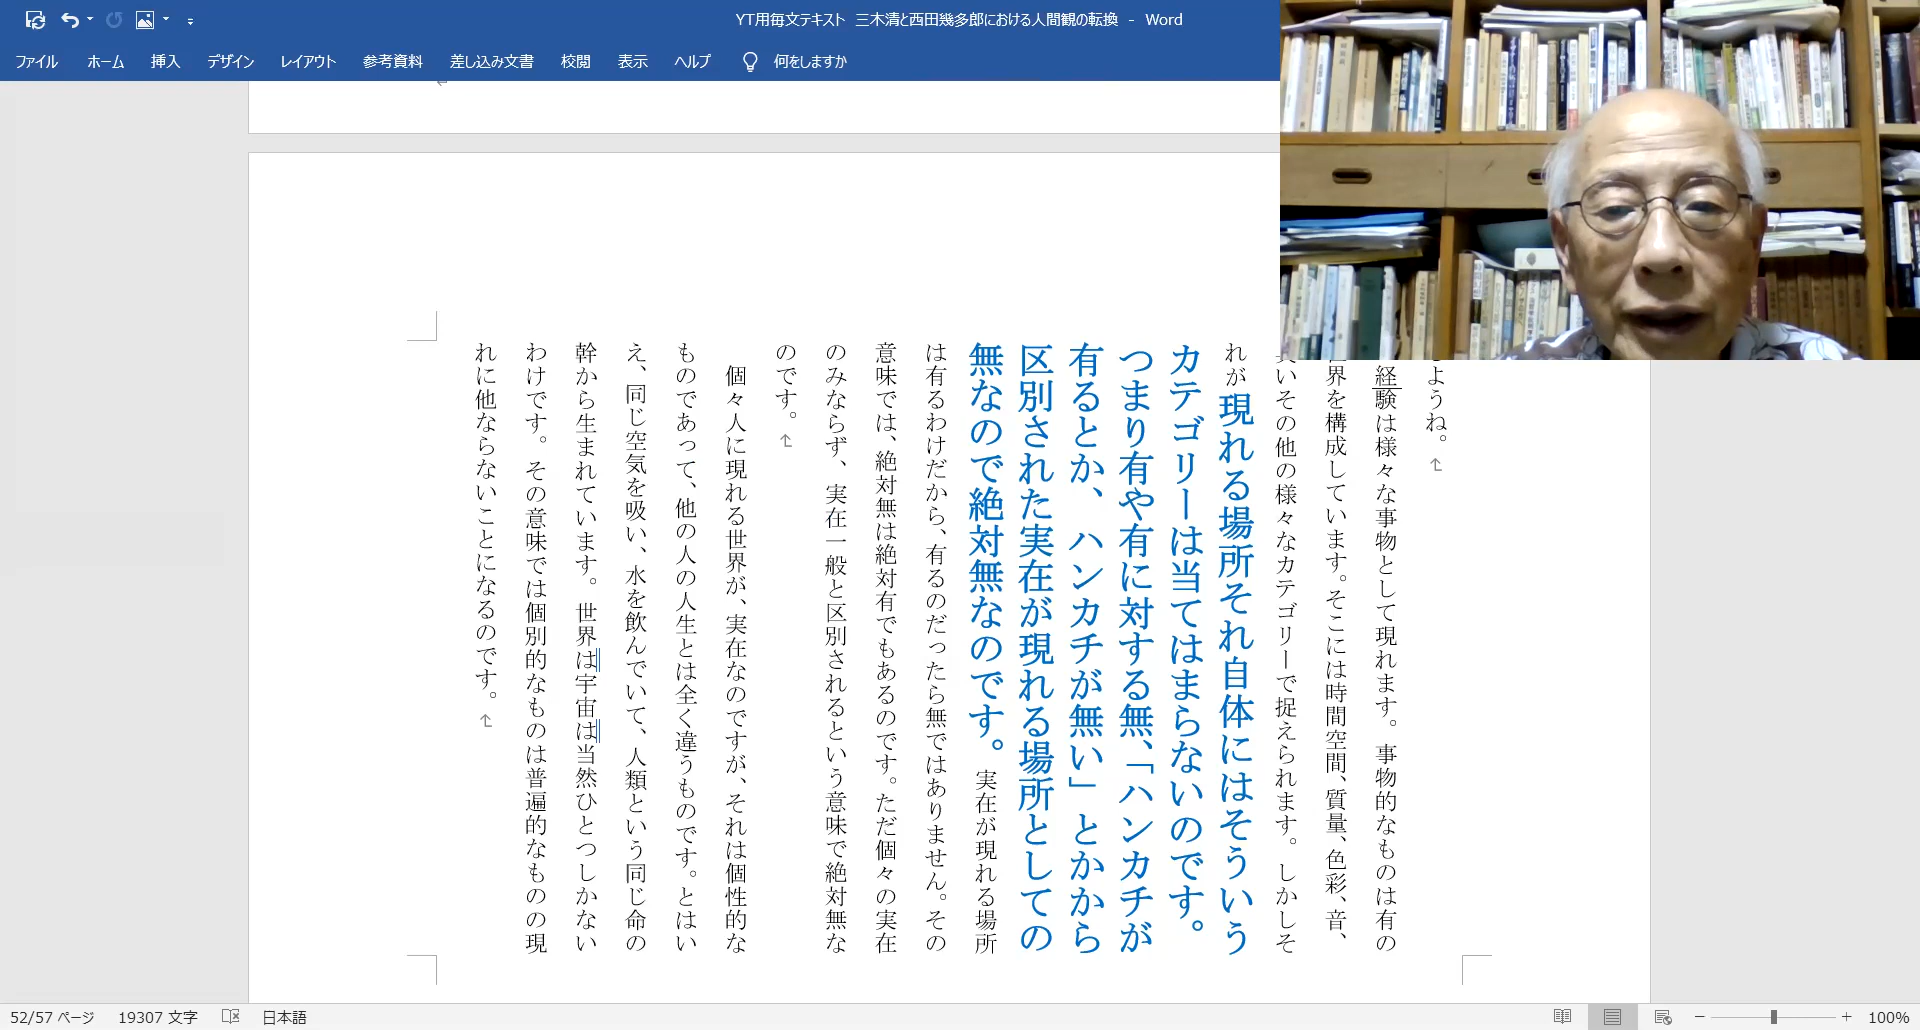 YT用毎文テキスト 三木清と西田幾多郎における人間観の転換 - Word
ファイル ホーム 挿入 デザイン レイアウト 参考資料 差し込み文書 校閲 表示 ヘルプ 何をしますか
ようね。
経験は様々な事物として現れます。事物的なものは有の
界を構成しています。そこには時間空間、質量、色彩、音、
いその他の様々なカテゴリーで捉えられます。しかしそ
れが現れる場所それ自体にはそういう
カテゴリーは当てはまらないのです。
つまり有や有に対する無、「ハンカチが
有るとか、ハンカチが無い」とかから
区別された実在が現れる場所としての
無なので絶対無なのです。実在が現れる場所
は有るわけだから、有るのだったら無ではありません。その
意味では、絶対無は絶対有でもあるのです。ただ個々の実在
のみならず、実在一般と区別されるという意味で絶対無な
のです。
個々人に現れる世界が、実在なのですが、それは個性的な
ものであって、他の人の人生とは全く違うものです。とはい
え、同じ空気を吸い、水を飲んでいて、人類という同じ命の
幹から生まれています。世界は宇宙は当然ひとつしかない
わけです。その意味では個別的なものは普遍的なものの現
れに他ならないことになるのです。
52/57 ページ 19307 文字 日本語 100%